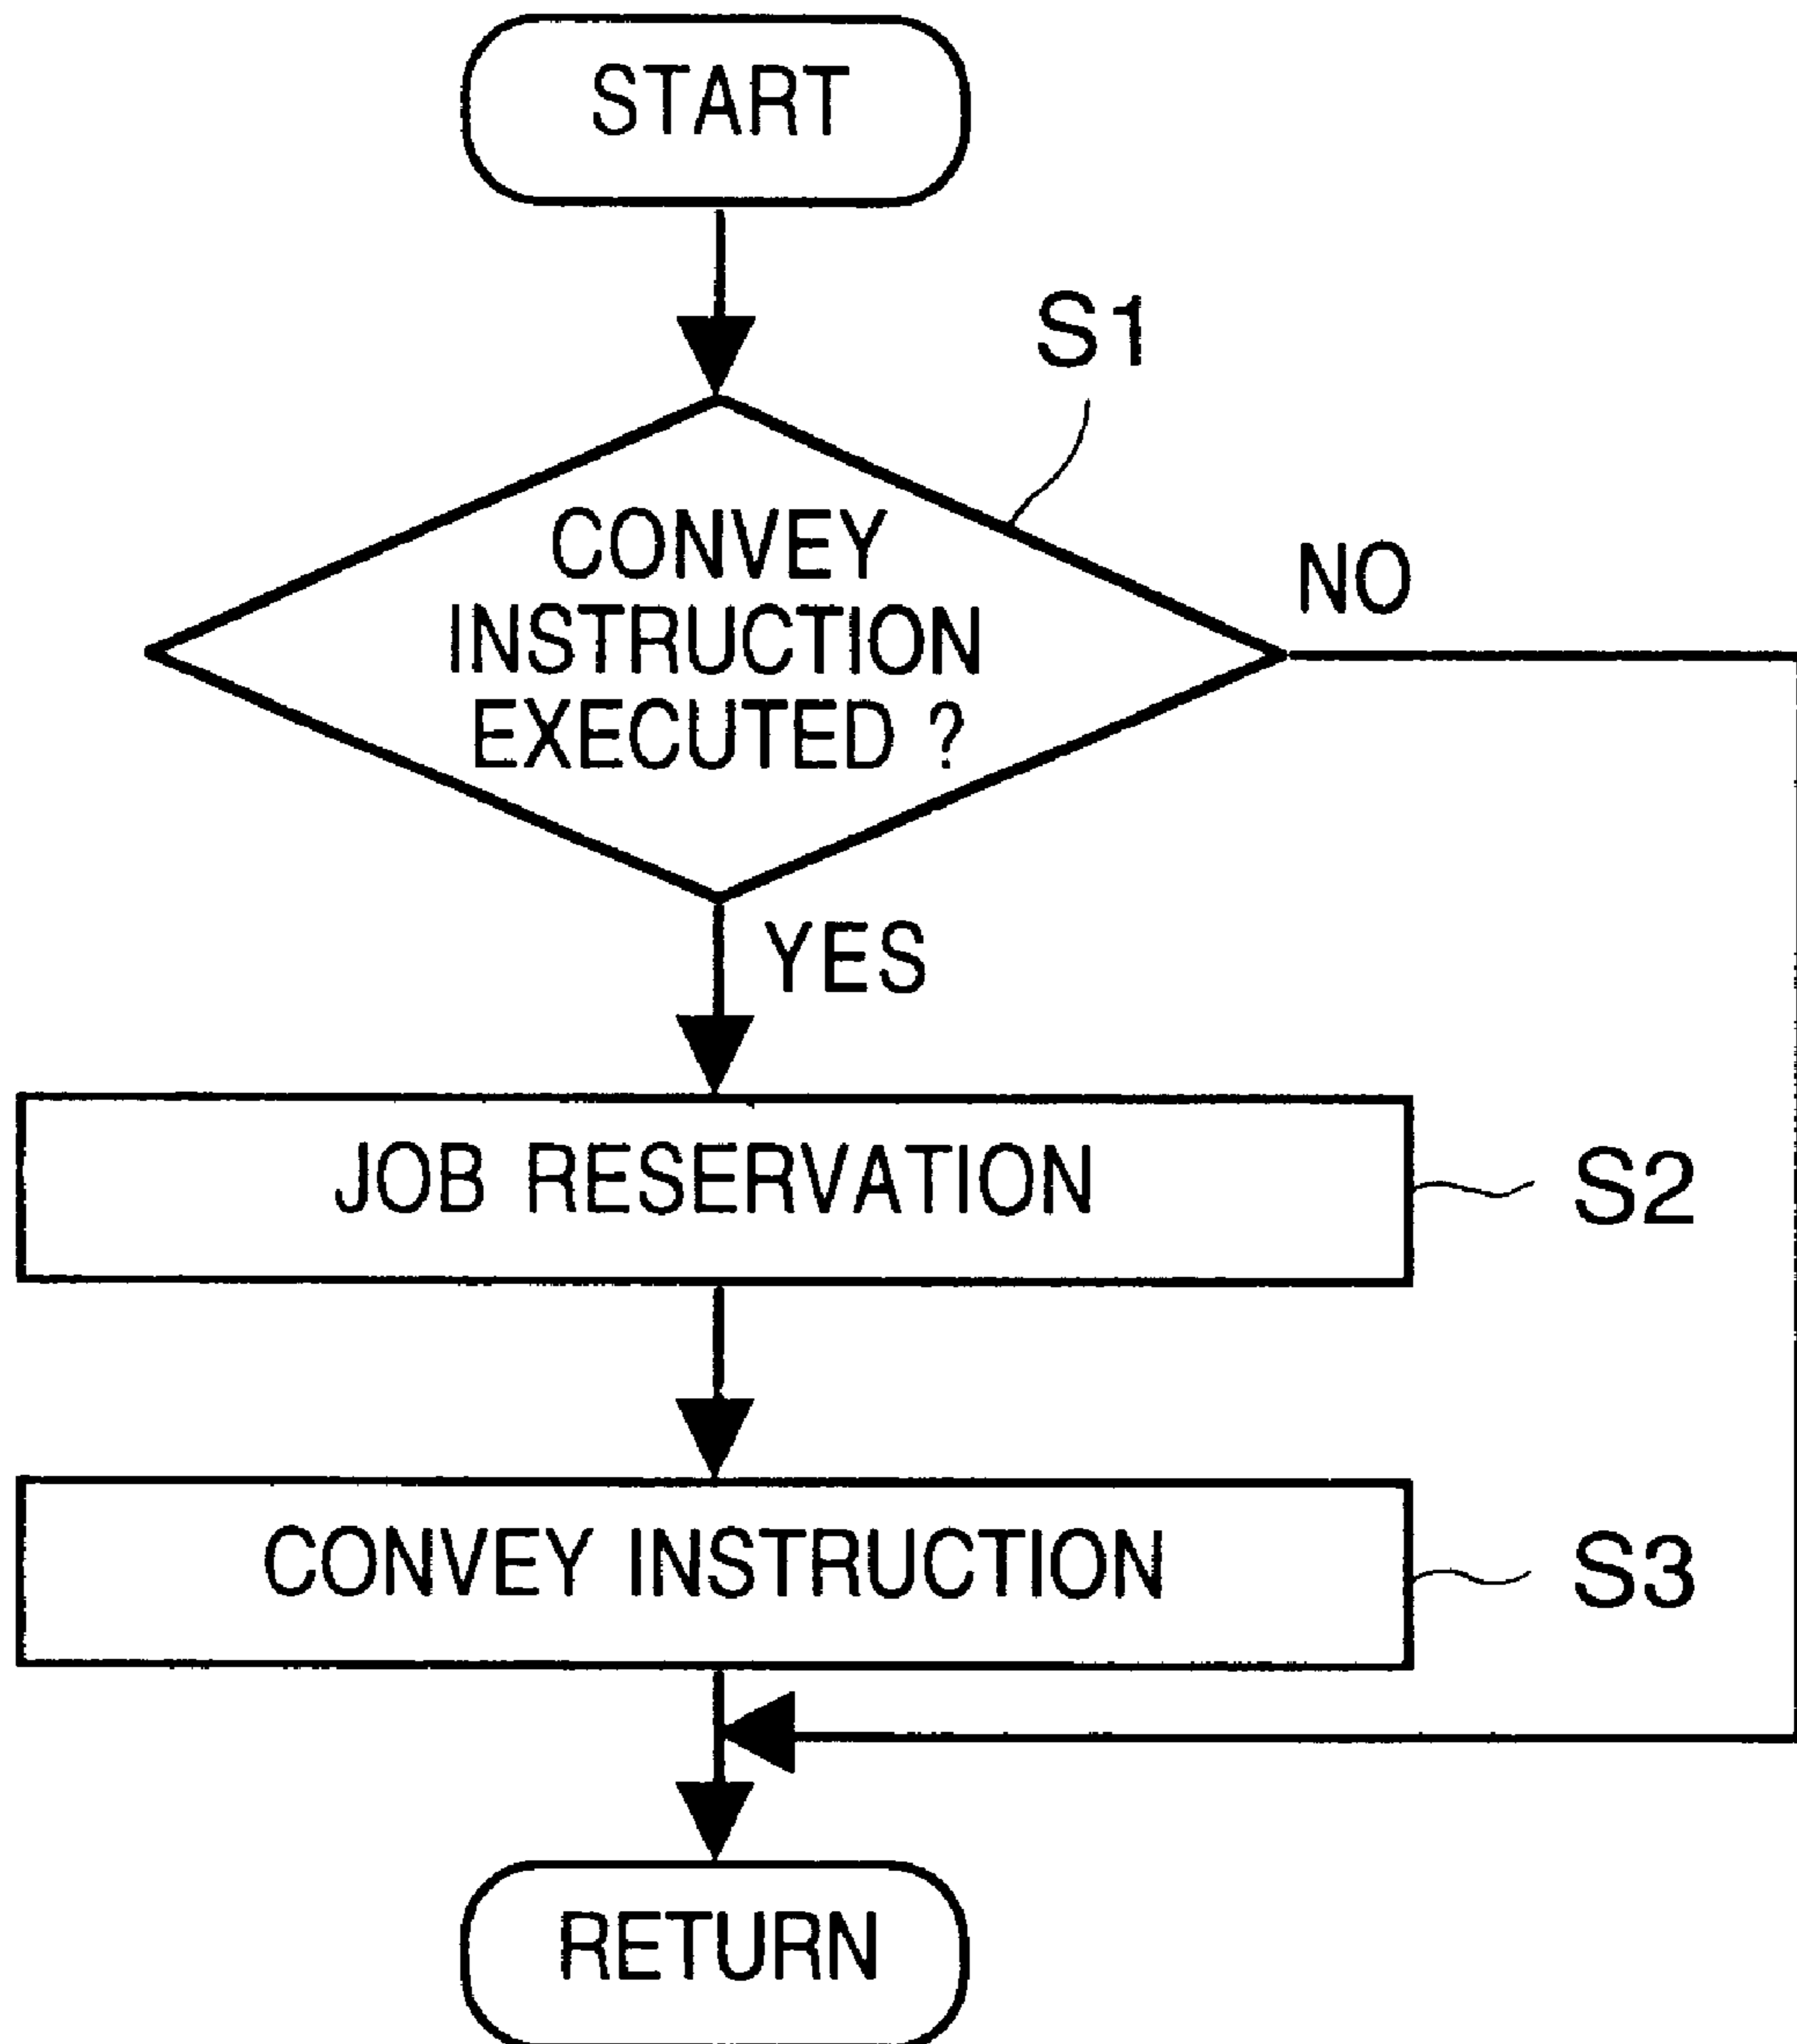 START
S1
CONVEY
INSTRUCTION
EXECUTED ?
NO
YES
JOB RESERVATION
S2
CONVEY INSTRUCTION
S3
RETURN